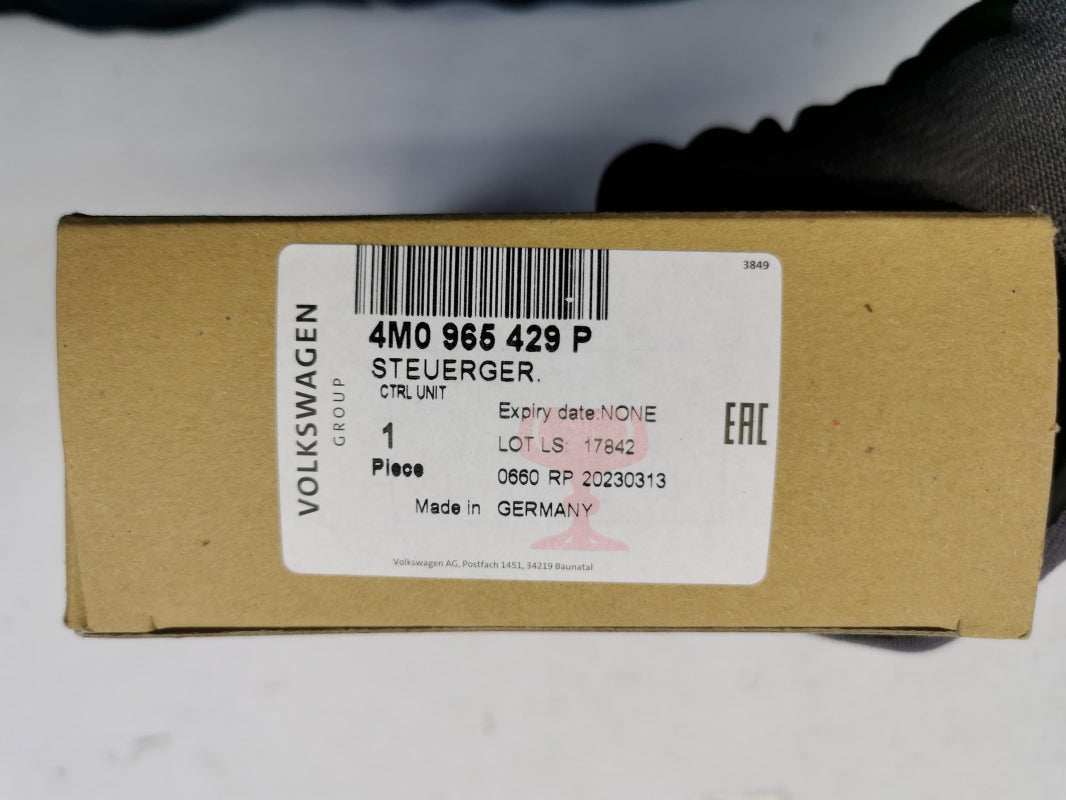 3849
VOLKSWAGEN
GROUP
4M0 965 429 P
STEUERGER.
CTRL UNIT
1
Piece
Expiry date:NONE
LOT LS: 17842
0660 RP 20230313
Made in GERMANY
EAC
Volkswagen AG, Postfach 1451, 34219 Baunatal